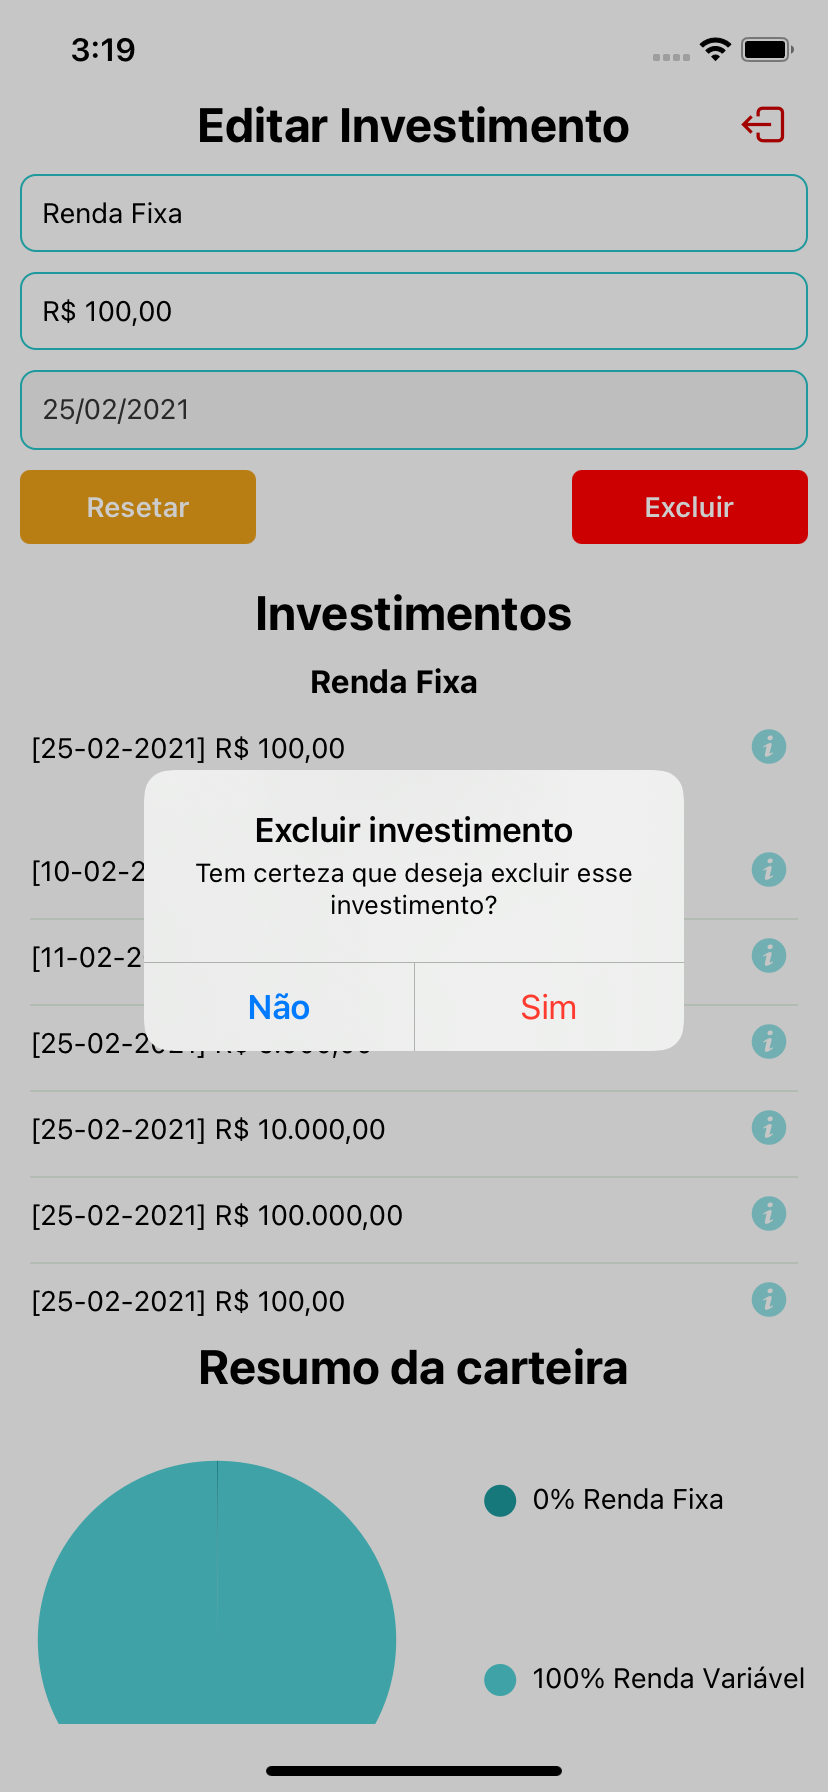 3:19
Editar Investimento
Renda Fixa
R$ 100,00
25/02/2021
Resetar
Excluir
Investimentos
Renda Fixa
[25-02-2021] R$ 100,00
Excluir investimento
Tem certeza que deseja excluir esse
investimento?
Não
Sim
[10-02-2
[11-02-2
[25-02-2
[25-02-2021] R$ 10.000,00
[25-02-2021] R$ 100.000,00
[25-02-2021] R$ 100,00
Resumo da carteira
0% Renda Fixa
100% Renda Variável